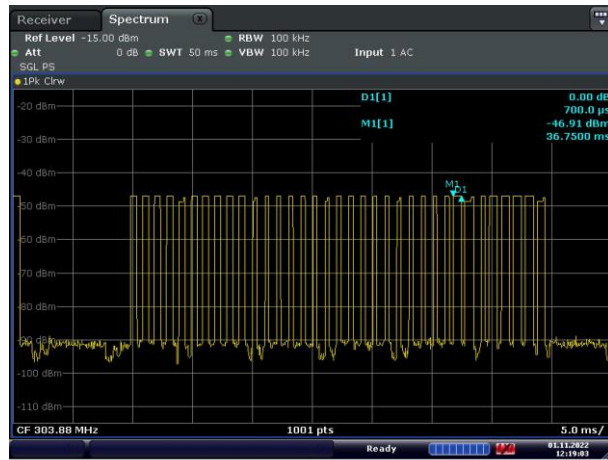 Receiver Spectrum
Ref Level -15.00 dBm RBW 100 kHz
Att 0 dB SWT 50 ms VBW 100 kHz Input 1 AC
SGL PS
1Pk Clrw
D1[1] 0.00 dB
700.0 µs
M1[1] -46.91 dBm
36.7500 ms
-20 dBm
-30 dBm
-40 dBm
M1
D1
-50 dBm
-60 dBm
-70 dBm
-80 dBm
-90 dBm
-100 dBm
-110 dBm
CF 303.88 MHz 1001 pts 5.0 ms/
Ready 01.11.2022
12:19:03